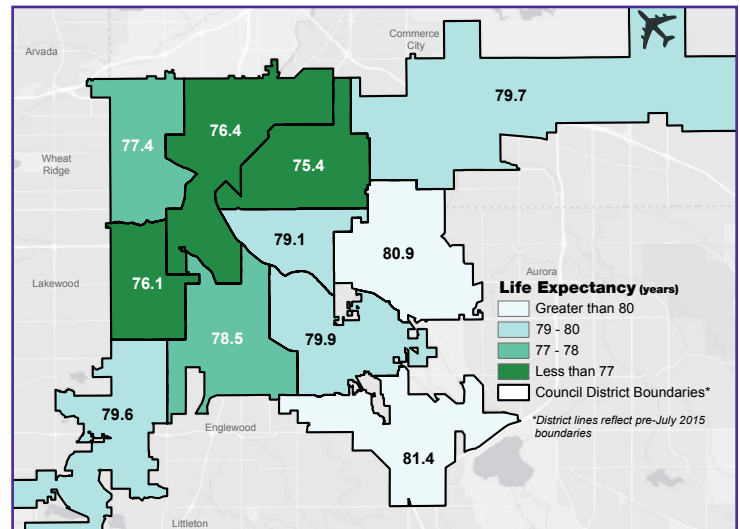 Arvada
Commerce
City
79.7
76.4
77.4
Wheat
Ridge
75.4
79.1
80.9
Aurora
Lakewood
76.1
78.5
79.9
79.6
Englewood
81.4
Littleton
Life Expectancy (years)
Greater than 80
79 - 80
77 - 78
Less than 77
Council District Boundaries*
*District lines reflect pre-July 2015
boundaries